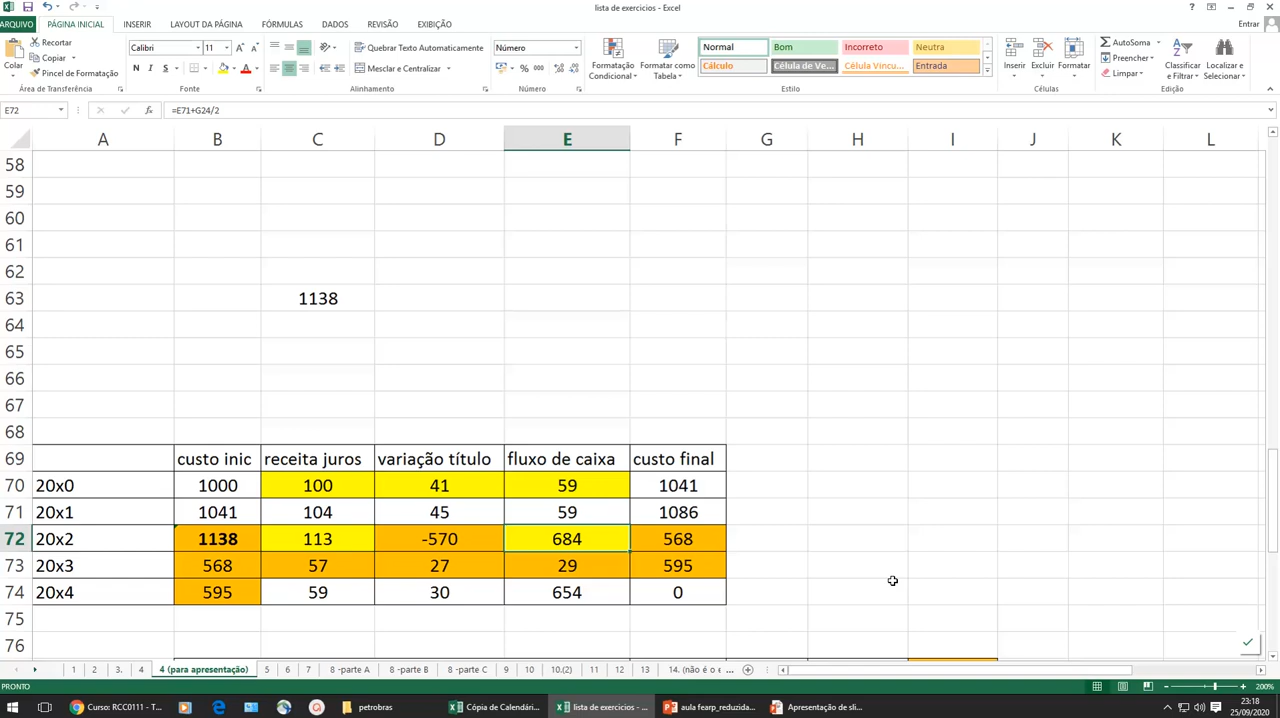 lista de exercicios - Excel
ARQUIVO PÁGINA INICIAL INSERIR LAYOUT DA PÁGINA FÓRMULAS DADOS REVISÃO EXIBIÇÃO Entrar
Colar
Recortar
Copiar
Pincel de Formatação
Calibri 11
N I S
Quebrar Texto Automaticamente
Mesclar e Centralizar
Número
% 000
Formatação Condicional
Formatar como Tabela
Normal Bom Incorreto Neutra
Cálculo Célula de Ve... Célula Vincu... Entrada
Inserir Excluir Formatar
AutoSoma
Preencher
Limpar
Classificar e Filtrar
Localizar e Selecionar
Área de Transferência Fonte Alinhamento Número Estilo Células Edição
E72 fx =E71+G24/2
A B C D E F G H I J K L
58
59
60
61
62
63 1138
64
65
66
67
68
69 custo inic receita juros variação título fluxo de caixa custo final
70 20x0 1000 100 41 59 1041
71 20x1 1041 104 45 59 1086
72 20x2 1138 113 -570 684 568
73 20x3 568 57 27 29 595
74 20x4 595 59 30 654 0
75
76
... 1 2 3. 4 4 (para apresentação) 5 6 7 8 -parte A 8 -parte B 8 -parte C 9 10 10.(2) 11 12 13 14. (não é o e ...
PRONTO 200%
Curso: RCC0111 - T... petrobras Cópia de Calendári... lista de exercicios - ... aula fearp_reduzida... Apresentação de sli... 23:18
25/09/2020